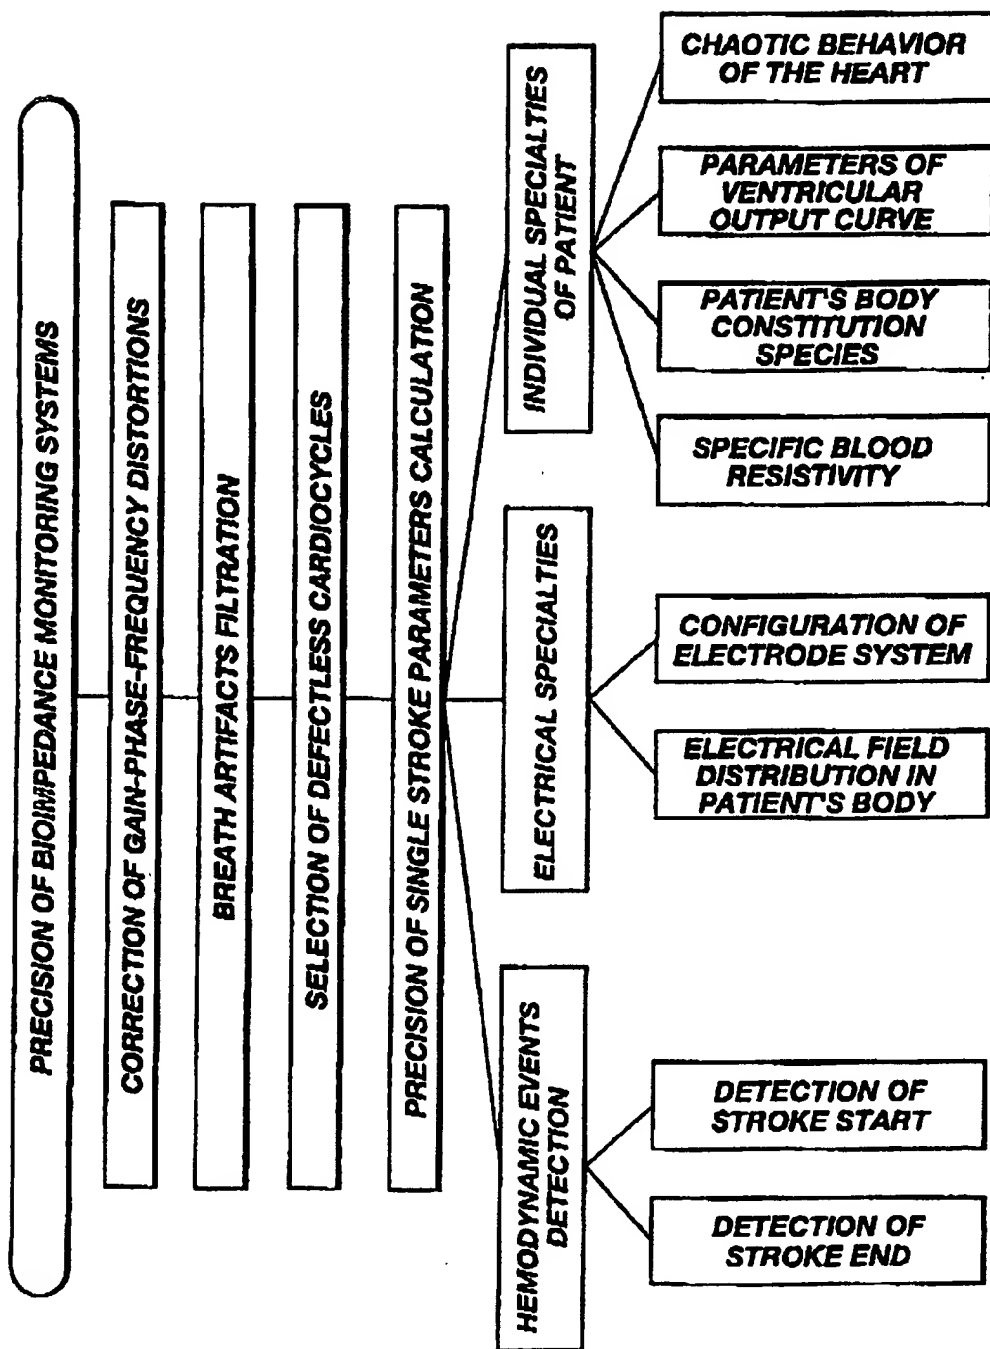 PRECISION OF BIOIMPEDANCE MONITORING SYSTEMS
CORRECTION OF GAIN-PHASE-FREQUENCY DISTORTIONS
BREATH ARTIFACTS FILTRATION
SELECTION OF DEFECTLESS CARDIOCYCLES
PRECISION OF SINGLE STROKE PARAMETERS CALCULATION
HEMODYNAMIC EVENTS
DETECTION
ELECTRICAL SPECIALTIES
INDIVIDUAL SPECIALTIES
OF PATIENT
CHAOTIC BEHAVIOR
OF THE HEART
PARAMETERS OF
VENTRICULAR
OUTPUT CURVE
PATIENT'S BODY
CONSTITUTION
SPECIES
SPECIFIC BLOOD
RESISTIVITY
CONFIGURATION OF
ELECTRODE SYSTEM
ELECTRICAL FIELD
DISTRIBUTION IN
PATIENT'S BODY
DETECTION OF
STROKE START
DETECTION OF
STROKE END